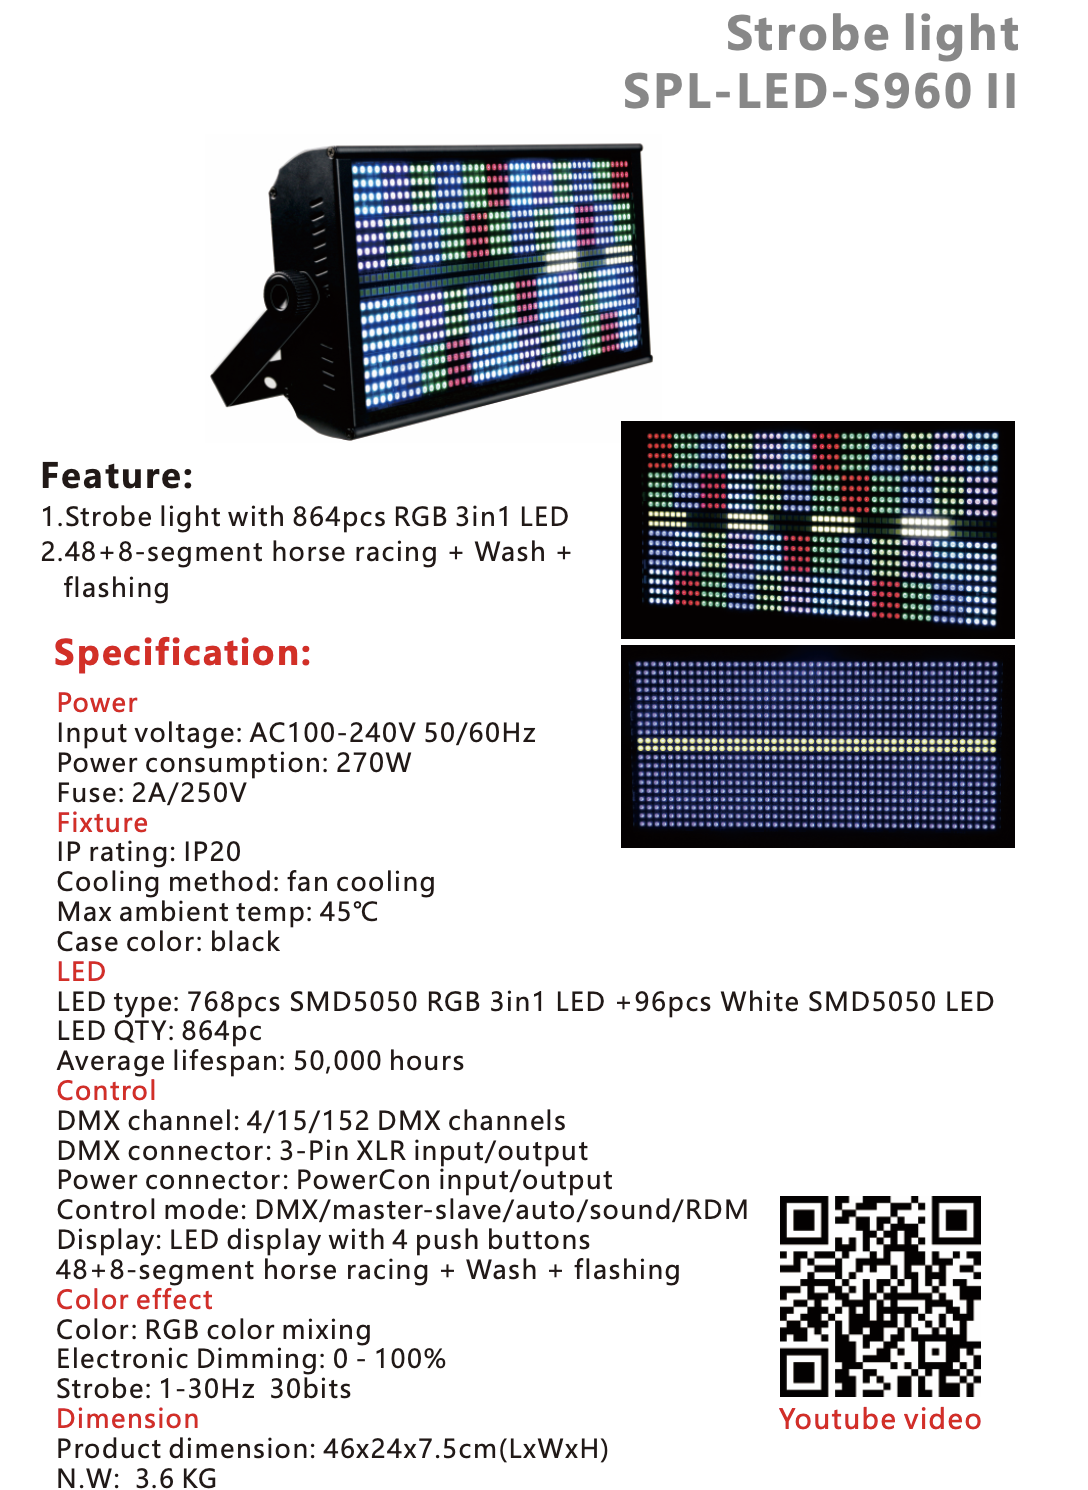 Strobe light
SPL-LED-S960 II
Feature:
1.Strobe light with 864pcs RGB 3in1 LED
2.48+8-segment horse racing + Wash +
flashing
Specification:
Power
Input voltage: AC100-240V 50/60Hz
Power consumption: 270W
Fuse: 2A/250V
Fixture
IP rating: IP20
Cooling method: fan cooling
Max ambient temp: 45℃
Case color: black
LED
LED type: 768pcs SMD5050 RGB 3in1 LED +96pcs White SMD5050 LED
LED QTY: 864pc
Average lifespan: 50,000 hours
Control
DMX channel: 4/15/152 DMX channels
DMX connector: 3-Pin XLR input/output
Power connector: PowerCon input/output
Control mode: DMX/master-slave/auto/sound/RDM
Display: LED display with 4 push buttons
48+8-segment horse racing + Wash + flashing
Color effect
Color: RGB color mixing
Electronic Dimming: 0 - 100%
Strobe: 1-30Hz 30bits
Dimension
Product dimension: 46x24x7.5cm(LxWxH)
N.W: 3.6 KG
Youtube video